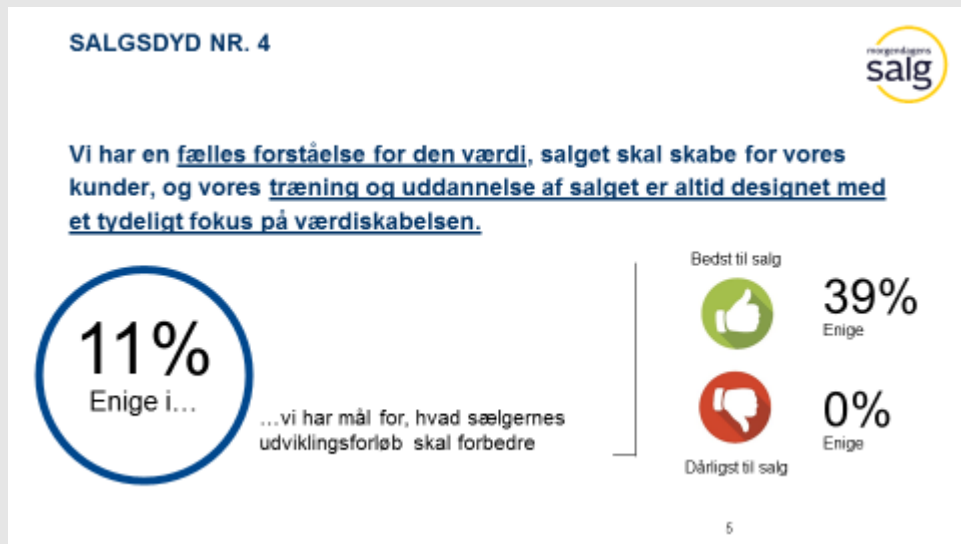 SALGSDYD NR. 4
morgendagens
salg
Vi har en fælles forståelse for den værdi, salget skal skabe for vores
kunder, og vores træning og uddannelse af salget er altid designet med
et tydeligt fokus på værdiskabelsen.
11%
Enige i...
...vi har mål for, hvad sælgernes
udviklingsforløb skal forbedre
Bedst til salg
39%
Enige
0%
Enige
Dårligst til salg
5